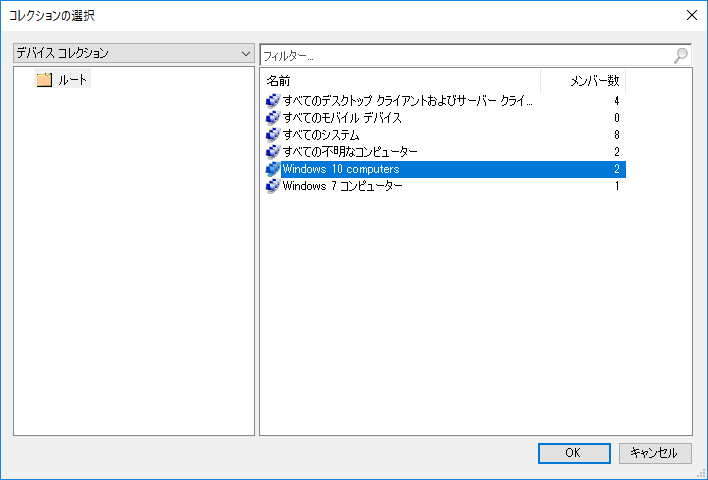 コレクションの選択
デバイス コレクション
フィルター...
ルート
名前 メンバー数
すべてのデスクトップ クライアントおよびサーバー クライ... 4
すべてのモバイル デバイス 0
すべてのシステム 8
すべての不明なコンピューター 2
Windows 10 computers 2
Windows 7 コンピューター 1
OK キャンセル